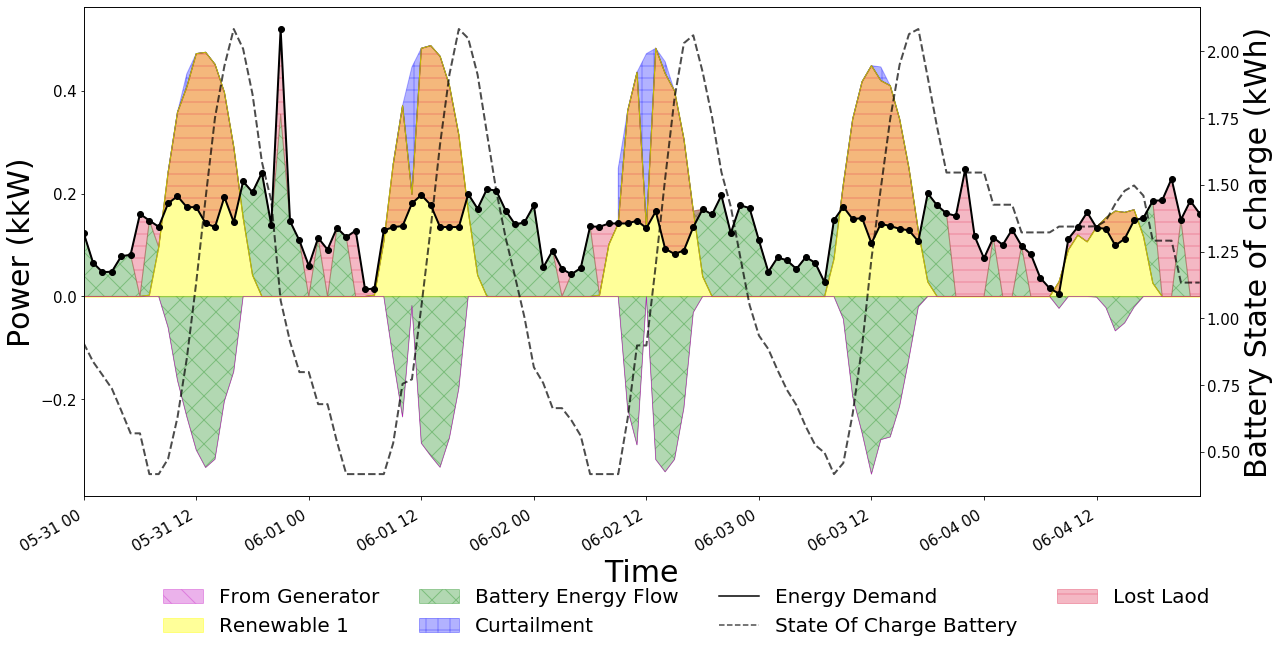 Power (kkW)
0.4
0.2
0.0
−0.2
2.00
1.75
1.50
1.25
1.00
0.75
0.50
Battery State of charge (kWh)
05-31 00
05-31 12
06-01 00
06-01 12
06-02 00
06-02 12
06-03 00
06-03 12
06-04 00
06-04 12
Time
From Generator
Battery Energy Flow
Energy Demand
Lost Laod
Renewable 1
Curtailment
State Of Charge Battery